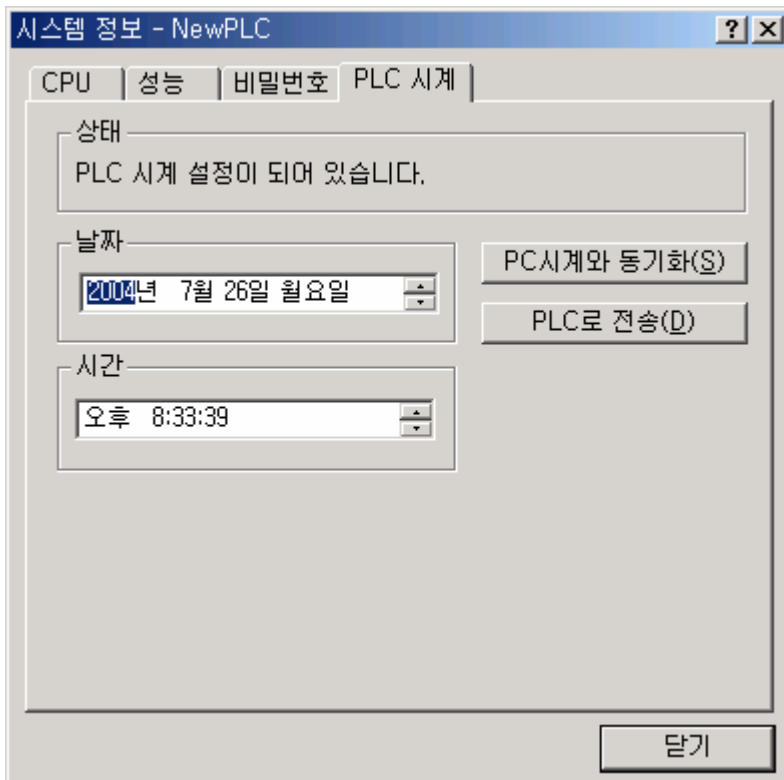 시스템 정보 - NewPLC
CPU 성능 비밀번호 PLC 시계
상태
PLC 시계 설정이 되어 있습니다.
날짜
2004년 7월 26일 월요일
PC시계와 동기화(S)
PLC로 전송(D)
시간
오후 8:33:39
닫기